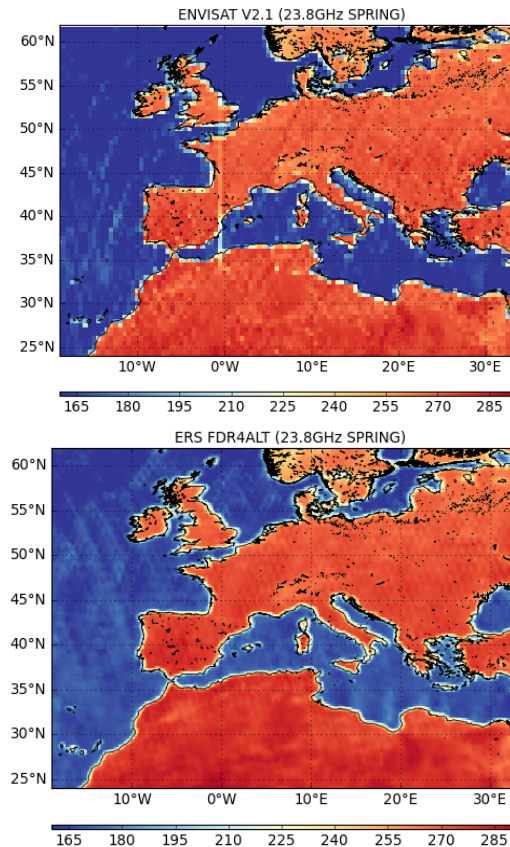 ENVISAT V2.1 (23.8GHz SPRING)
60°N
55°N
50°N
45°N
40°N
35°N
30°N
25°N
10°W 0°W 10°E 20°E 30°E
165 180 195 210 225 240 255 270 285
ERS FDR4ALT (23.8GHz SPRING)
60°N
55°N
50°N
45°N
40°N
35°N
30°N
25°N
10°W 0°W 10°E 20°E 30°E
165 180 195 210 225 240 255 270 285